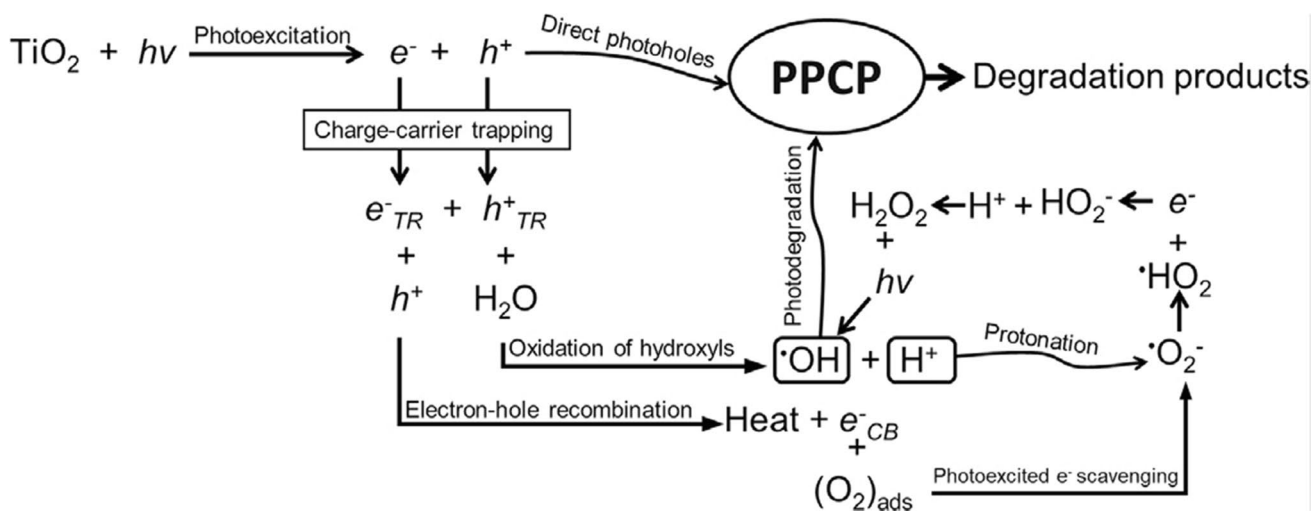 TiO₂ + hv Photoexcitation e⁻ + h⁺ Direct photoholes PPCP Degradation products
Charge-carrier trapping
e⁻TR + h⁺TR
+ +
h⁺ H₂O
Photodegradation
H₂O₂ H⁺ + HO₂⁻ e⁻
+ +
hv •HO₂
Oxidation of hydroxyls •OH + H⁺ Protonation •O₂⁻
Electron-hole recombination Heat + e⁻CB
+
(O₂)ads Photoexcited e⁻ scavenging